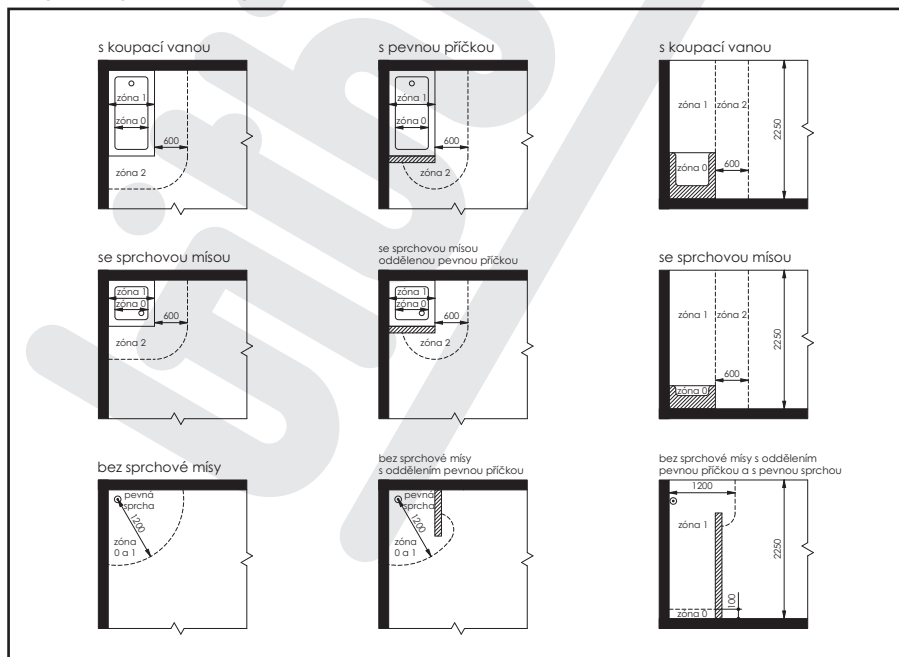 s koupací vanou
zóna 1
zóna 0
600
zóna 2
s pevnou příčkou
zóna 1
zóna 0
600
zóna 2
s koupací vanou
zóna 1
zóna 2
2250
zóna 0
600
se sprchovou mísou
zóna 1
zóna 0
600
zóna 2
se sprchovou mísou
oddělenou pevnou příčkou
zóna 1
zóna 0
600
zóna 2
se sprchovou mísou
zóna 1
zóna 2
2250
600
zóna 0
bez sprchové mísy
pevná
sprcha
1200
zóna
0 a 1
bez sprchové mísy
s oddělením pevnou příčkou
pevná
sprcha
1200
zóna
0 a 1
bez sprchové mísy s oddělením
pevnou příčkou a s pevnou sprchou
1200
zóna 1
2250
100
zóna 0